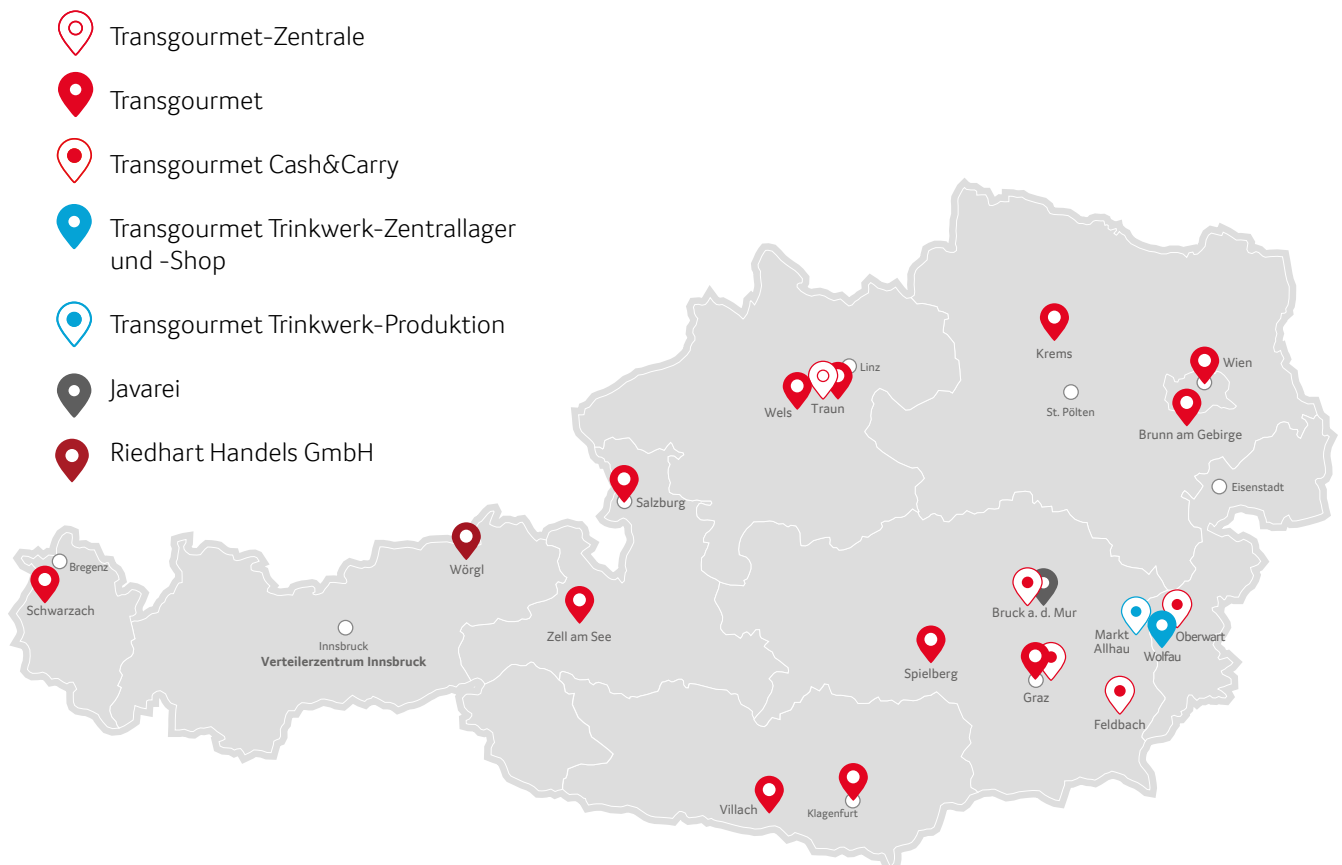 Transgourmet-Zentrale
Transgourmet
Transgourmet Cash&Carry
Transgourmet Trinkwerk-Zentrallager
und -Shop
Transgourmet Trinkwerk-Produktion
Javarei
Riedhart Handels GmbH
Krems
Wien
Linz
Wels
Traun
St. Pölten
Brunn am Gebirge
Eisenstadt
Salzburg
Bregenz
Wörgl
Schwarzach
Zell am See
Bruck a. d. Mur
Markt
Allhau
Oberwart
Wolfau
Innsbruck
Verteilerzentrum Innsbruck
Spielberg
Graz
Feldbach
Villach
Klagenfurt